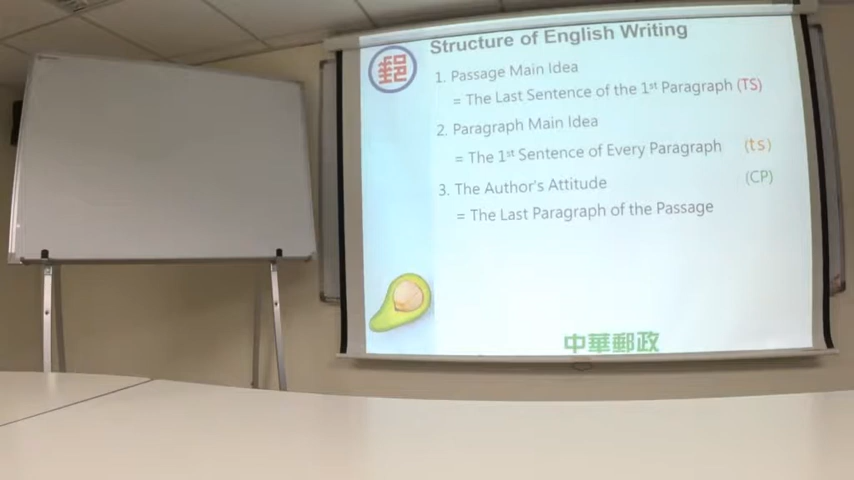 郵
Structure of English Writing
1. Passage Main Idea
= The Last Sentence of the 1st Paragraph (TS)
2. Paragraph Main Idea
= The 1st Sentence of Every Paragraph (ts)
3. The Author's Attitude (CP)
= The Last Paragraph of the Passage
中華郵政